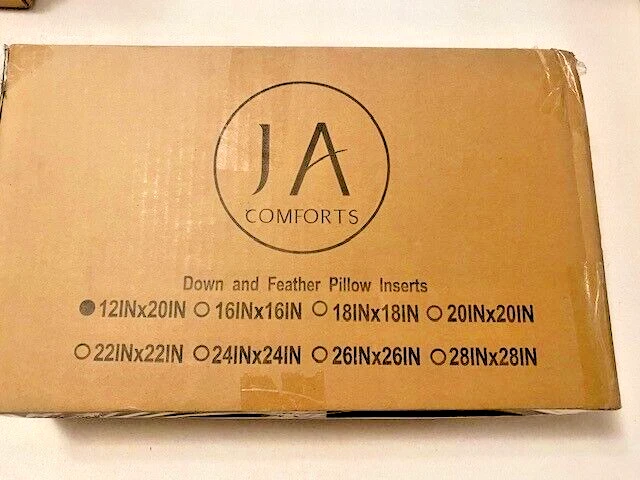 JA
COMFORTS
Down and Feather Pillow Inserts
12INx20IN 16INx16IN 18INx18IN 20INx20IN
22INx22IN 24INx24IN 26INx26IN 28INx28IN